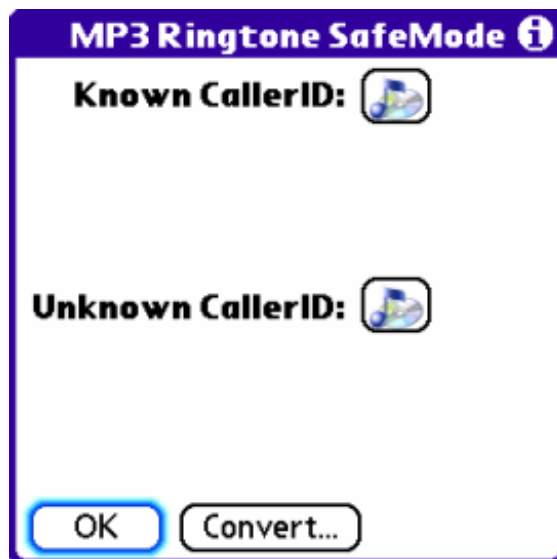 MP3 Ringtone SafeMode i
Known CallerID:
Unknown CallerID:
OK Convert...